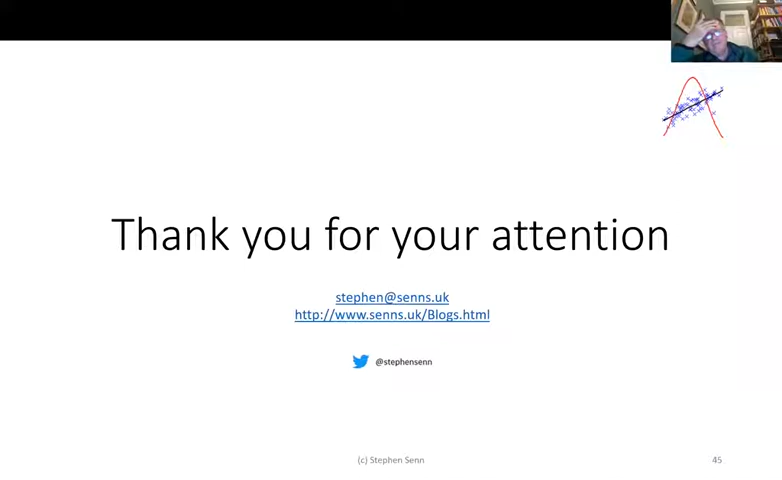 Thank you for your attention
stephen@senns.uk
http://www.senns.uk/Blogs.html
@stephensenn
(c) Stephen Senn
45